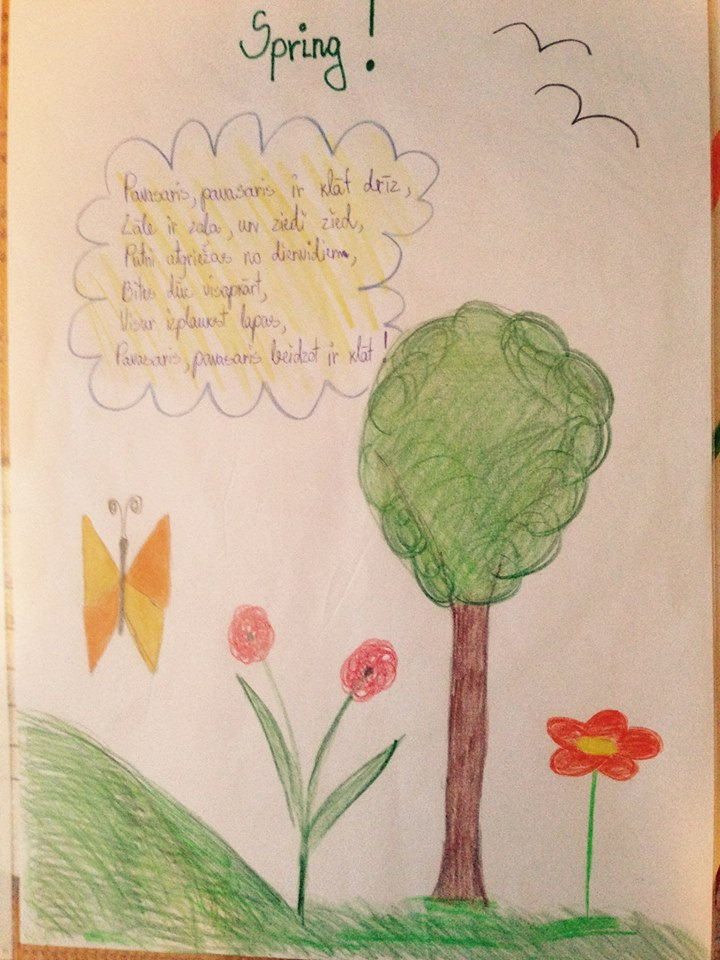 Spring!
Pavasaris, pavasaris ir klāt drīz,
Zāle ir zaļa, un ziedi zied,
Putni atgriežas no dienvidiem,
Bites dūc visapkārt,
Visur izplaukst lapas,
Pavasaris, pavasaris beidzot ir klāt!